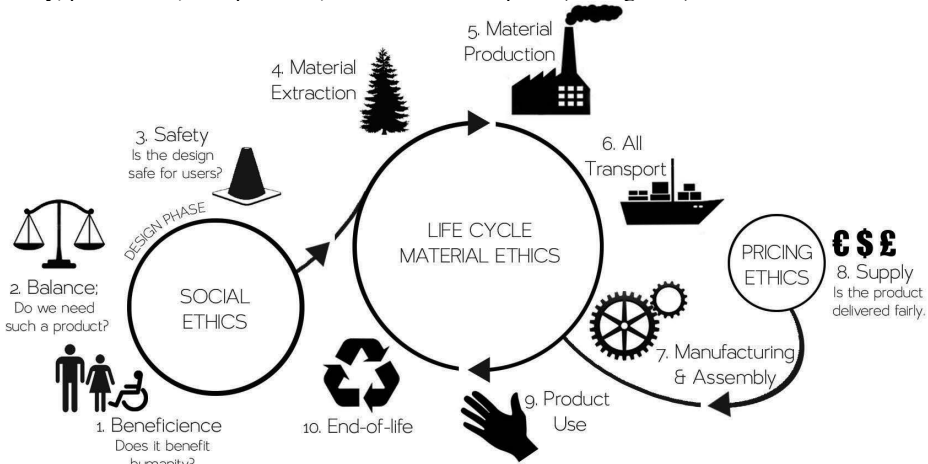 5. Material
Production
4. Material
Extraction
3. Safety
Is the design
safe for users?
6. All
Transport
DESIGN PHASE
LIFE CYCLE
MATERIAL ETHICS
PRICING
ETHICS
€ $ £
8. Supply
Is the product
delivered fairly.
2. Balance;
Do we need
such a product?
SOCIAL
ETHICS
7. Manufacturing
& Assembly
9. Product
Use
10. End-of-life
1. Beneficience
Does it benefit
humanity?